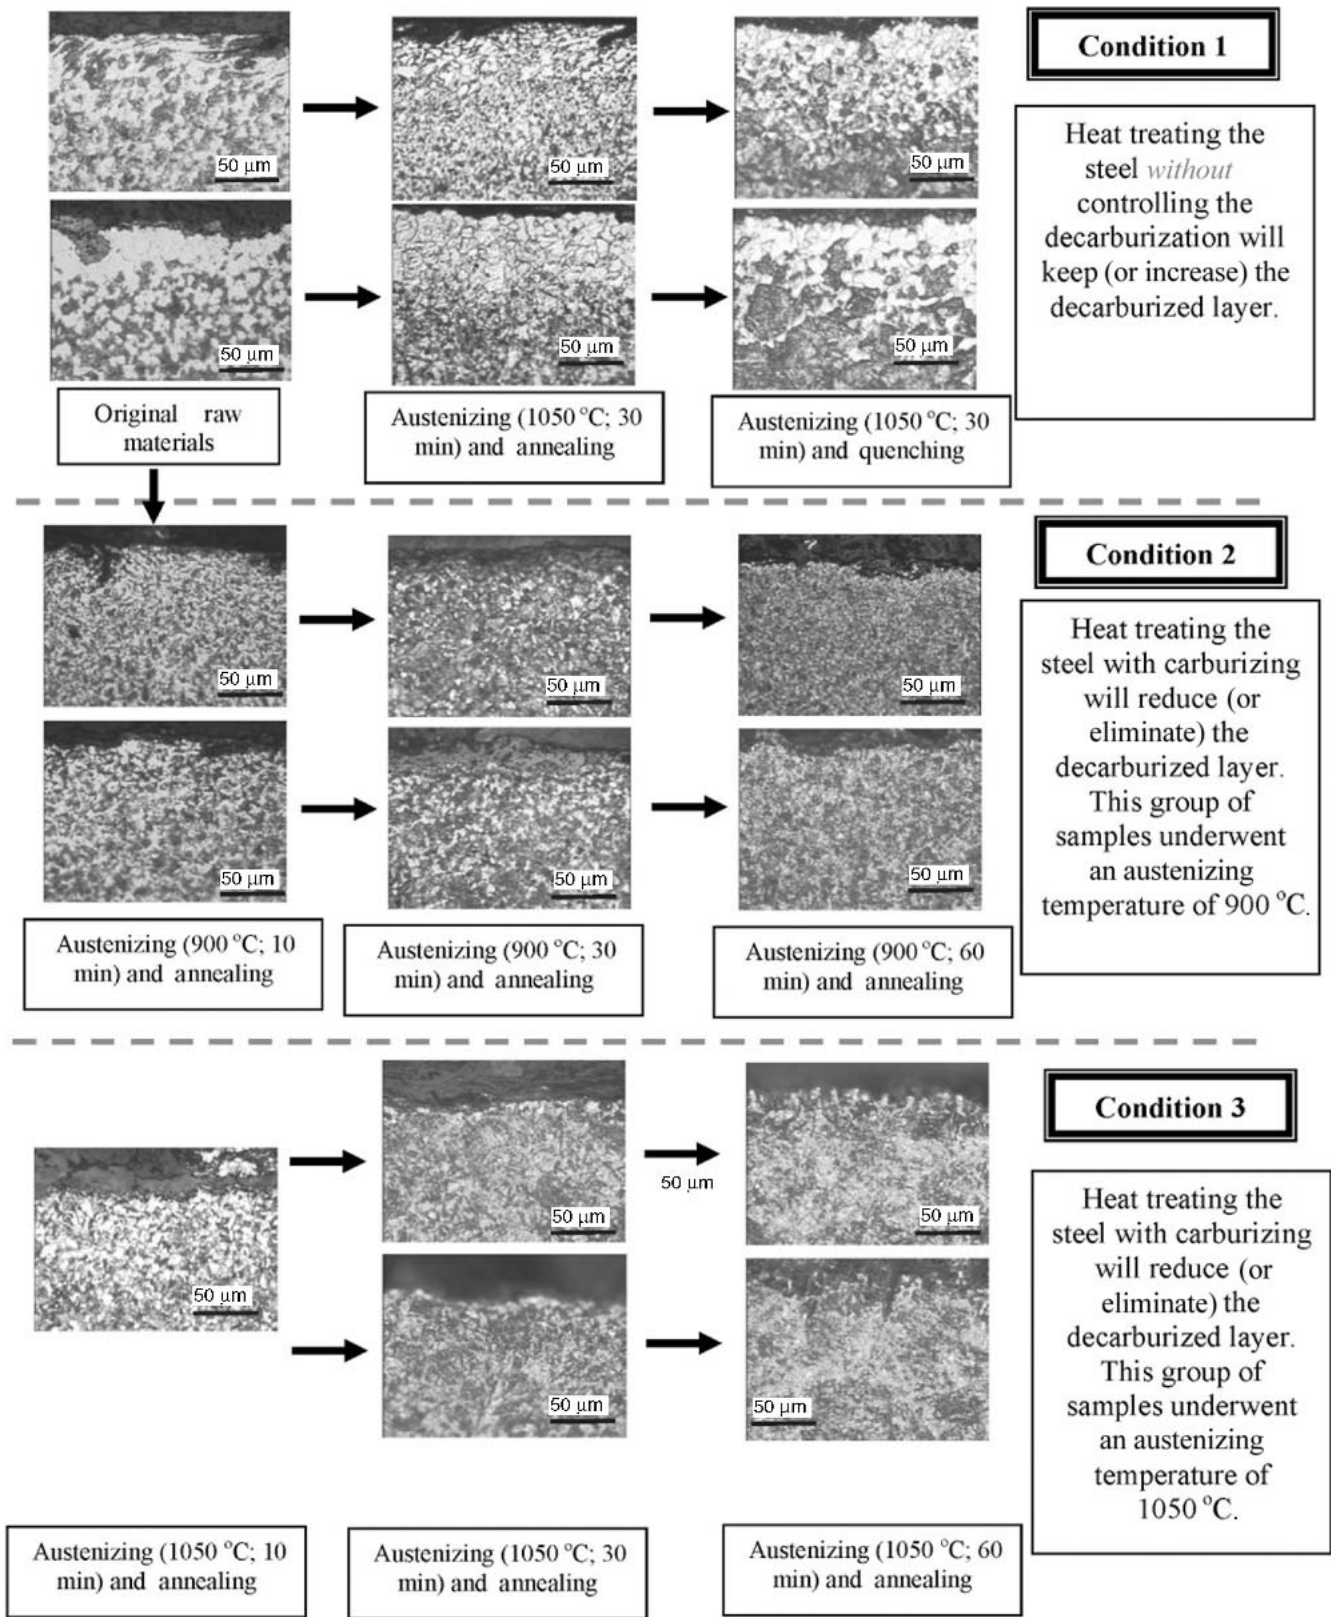 Condition 1
Heat treating the
steel without
controlling the
decarburization will
keep (or increase) the
decarburized layer.
50 µm
50 µm
50 µm
50 µm
50 µm
50 µm
Original raw
materials
Austenizing (1050 °C; 30
min) and annealing
Austenizing (1050 °C; 30
min) and quenching
Condition 2
Heat treating the
steel with carburizing
will reduce (or
eliminate) the
decarburized layer.
This group of
samples underwent
an austenizing
temperature of 900 °C.
50 µm
50 µm
50 µm
50 µm
50 µm
50 µm
Austenizing (900 °C; 10
min) and annealing
Austenizing (900 °C; 30
min) and annealing
Austenizing (900 °C; 60
min) and annealing
Condition 3
Heat treating the
steel with carburizing
will reduce (or
eliminate) the
decarburized layer.
This group of
samples underwent
an austenizing
temperature of
1050 °C.
50 µm
50 µm
50 µm
50 µm
50 µm
50 µm
Austenizing (1050 °C; 10
min) and annealing
Austenizing (1050 °C; 30
min) and annealing
Austenizing (1050 °C; 60
min) and annealing